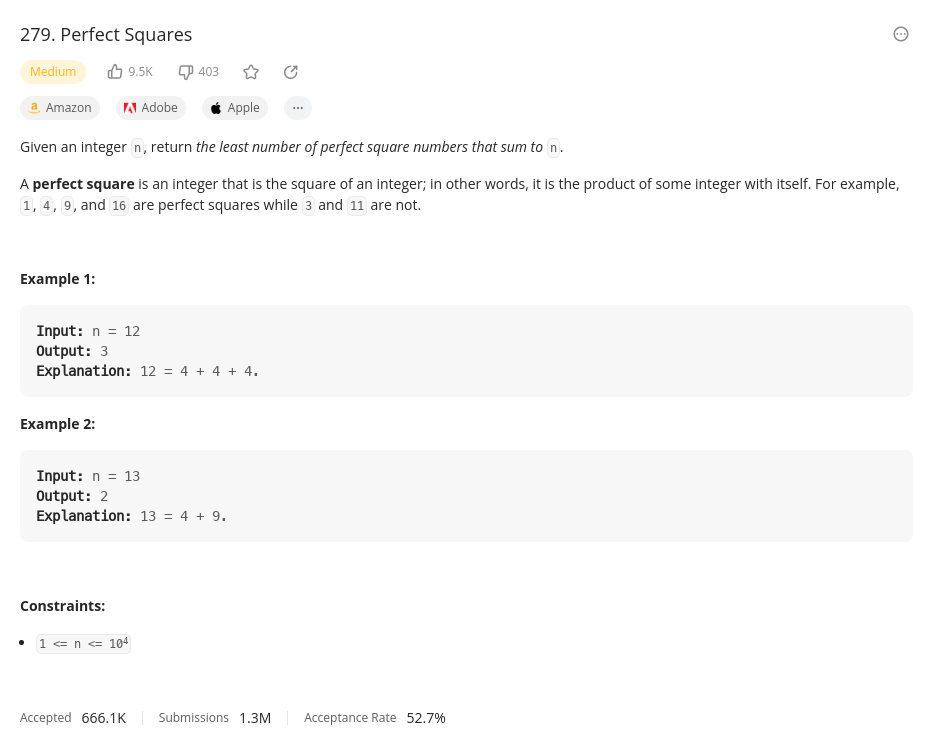 279. Perfect Squares
Medium 9.5K 403
Amazon Adobe Apple ...
Given an integer n, return the least number of perfect square numbers that sum to n.
A perfect square is an integer that is the square of an integer; in other words, it is the product of some integer with itself. For example,
1, 4, 9, and 16 are perfect squares while 3 and 11 are not.
Example 1:
Input: n = 12
Output: 3
Explanation: 12 = 4 + 4 + 4.
Example 2:
Input: n = 13
Output: 2
Explanation: 13 = 4 + 9.
Constraints:
• 1 <= n <= 10⁴
Accepted 666.1K Submissions 1.3M Acceptance Rate 52.7%